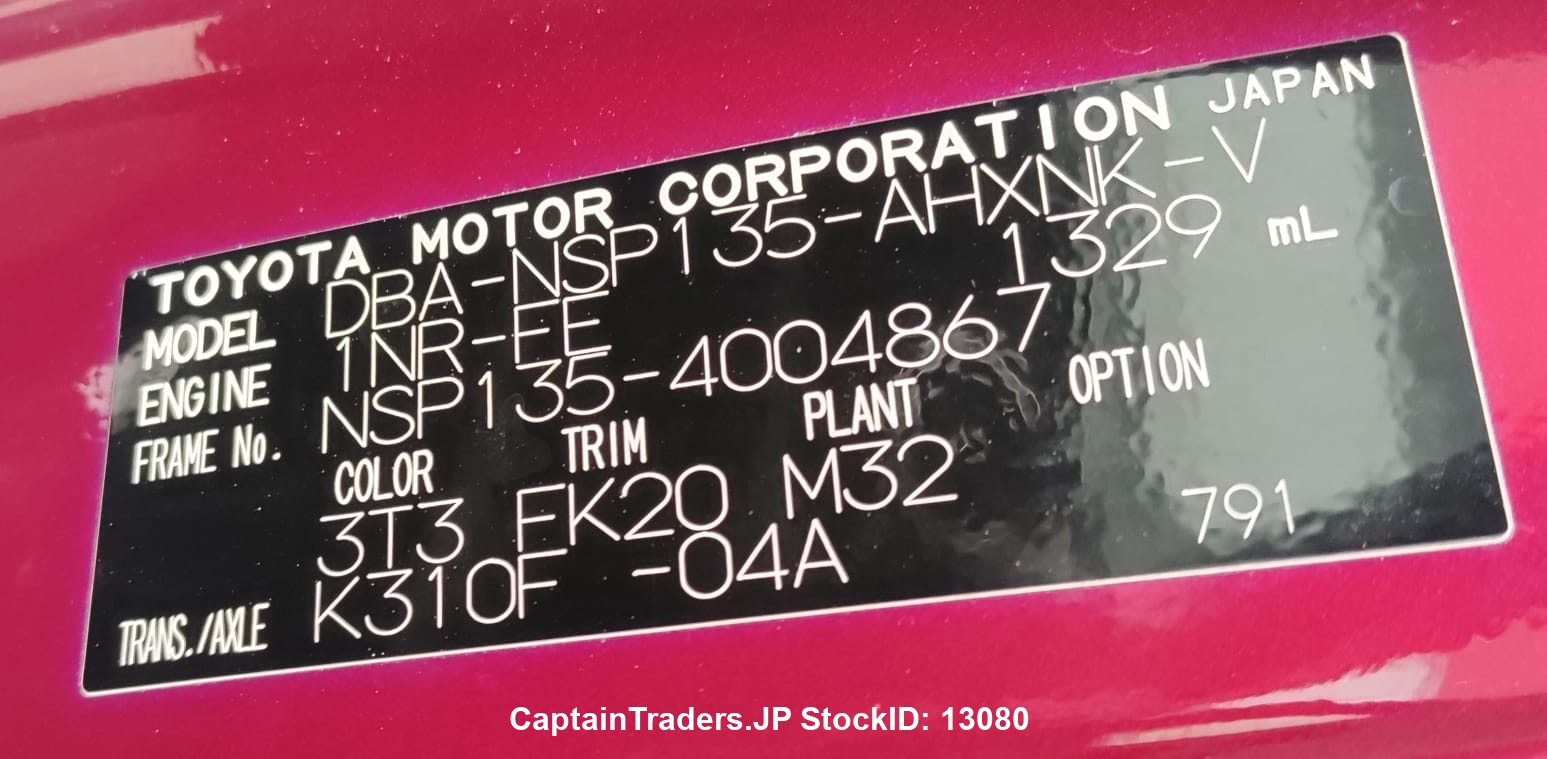 TOYOTA MOTOR CORPORATION JAPAN
MODEL DBA-NSP135-AHXNK-V
ENGINE 1NR-FE 1329 mL
FRAME No. NSP135-4004867
COLOR TRIM PLANT OPTION
3T3 FK20 M32
TRANS./AXLE K310F -04A 791
CaptainTraders.JP StockID: 13080